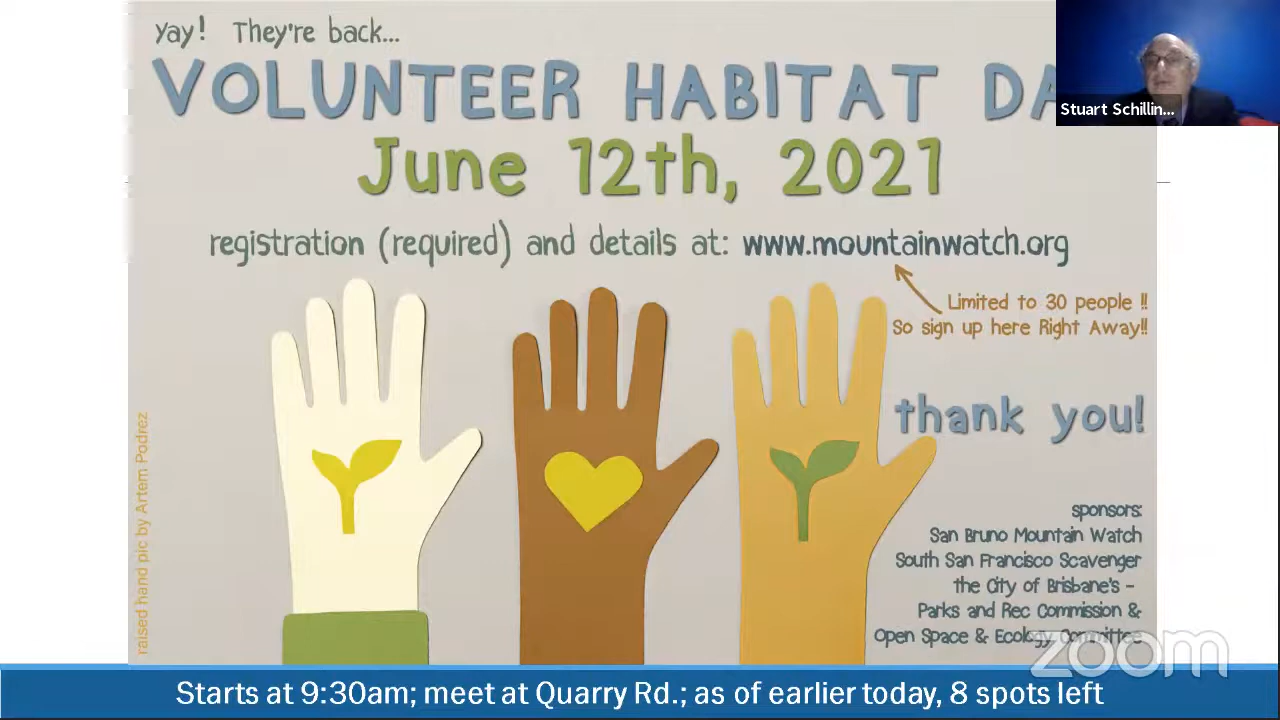 yay! They're back...
VOLUNTEER HABITAT DA
Stuart Schillin...
June 12th, 2021
registration (required) and details at: www.mountainwatch.org
Limited to 30 people !!
So sign up here Right Away!!
thank you!
raised hand pic by Artem Podrez
sponsors:
San Bruno Mountain Watch
South San Francisco Scavenger
the City of Brisbane's –
Parks and Rec Commission &
Open Space & Ecology Committee
zoom
Starts at 9:30am; meet at Quarry Rd.; as of earlier today, 8 spots left